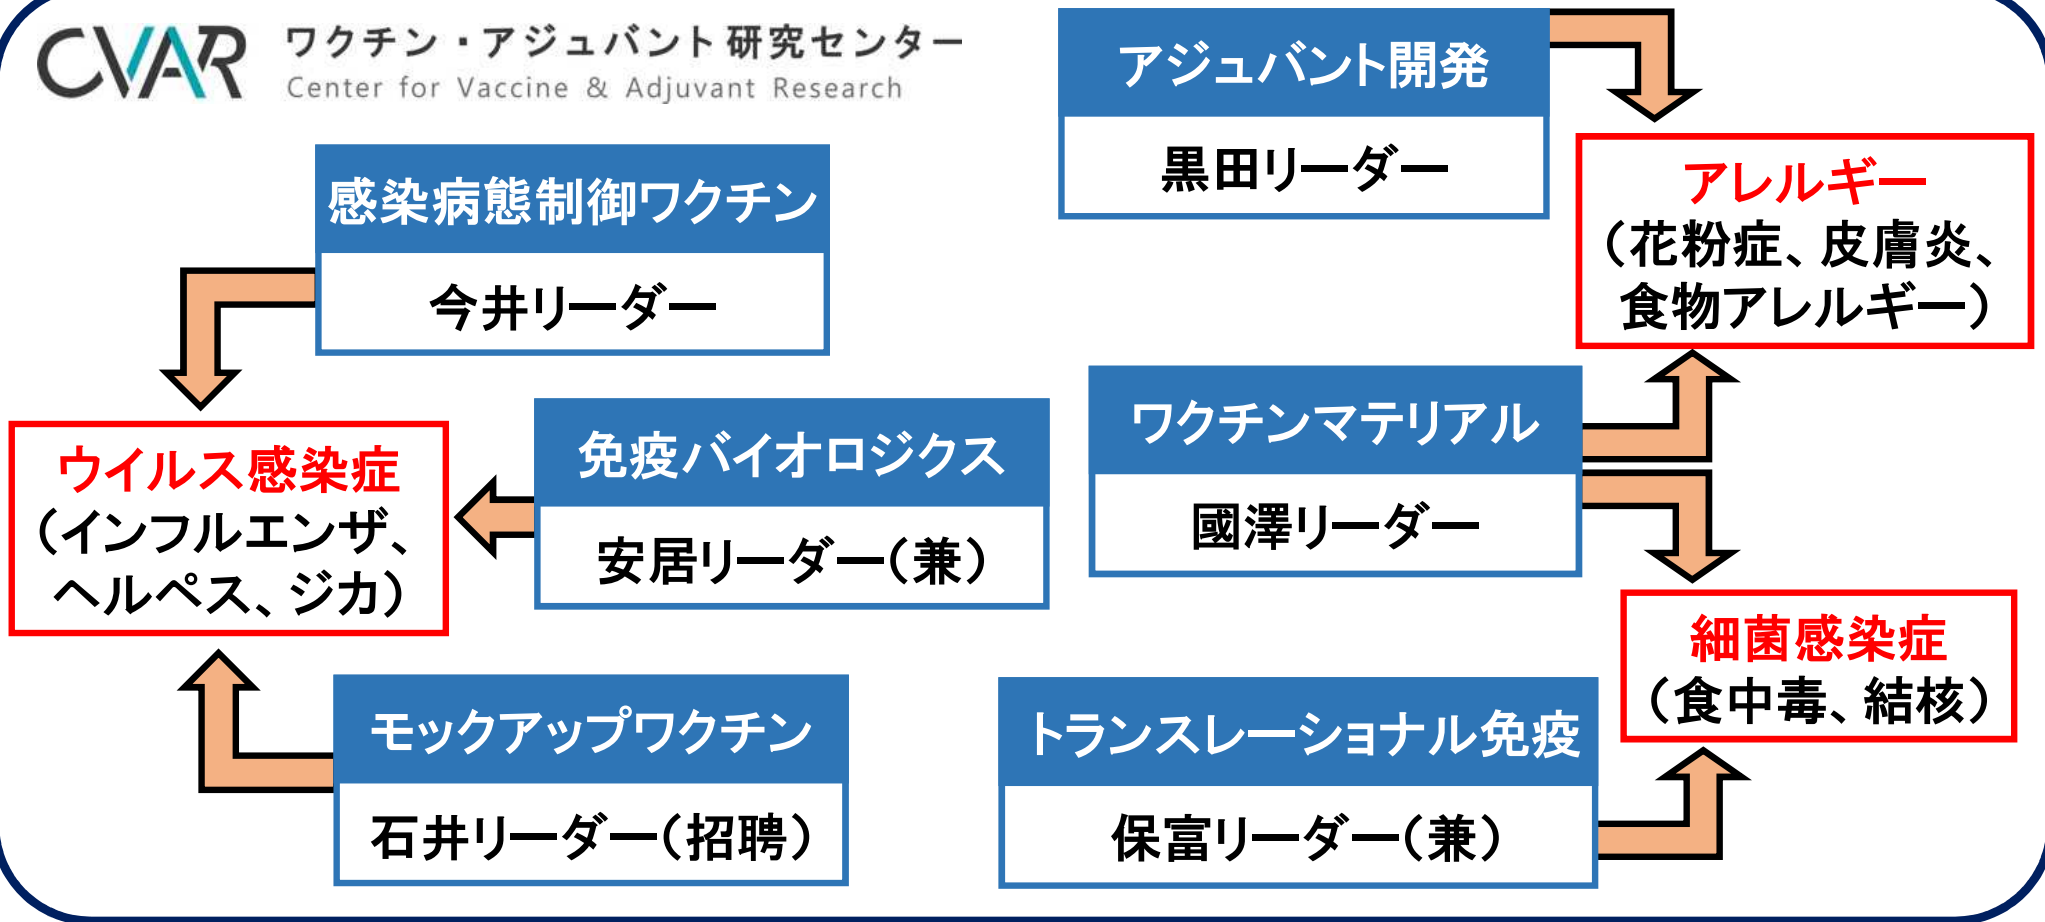 CVAR ワクチン・アジュバント研究センター
Center for Vaccine & Adjuvant Research
アジュバント開発
黒田リーダー
アレルギー
(花粉症、皮膚炎、
食物アレルギー)
感染病態制御ワクチン
今井リーダー
免疫バイオロジクス
安居リーダー(兼)
ワクチンマテリアル
國澤リーダー
ウイルス感染症
(インフルエンザ、
ヘルペス、ジカ)
細菌感染症
(食中毒、結核)
モックアップワクチン
石井リーダー(招聘)
トランスレーショナル免疫
保富リーダー(兼)